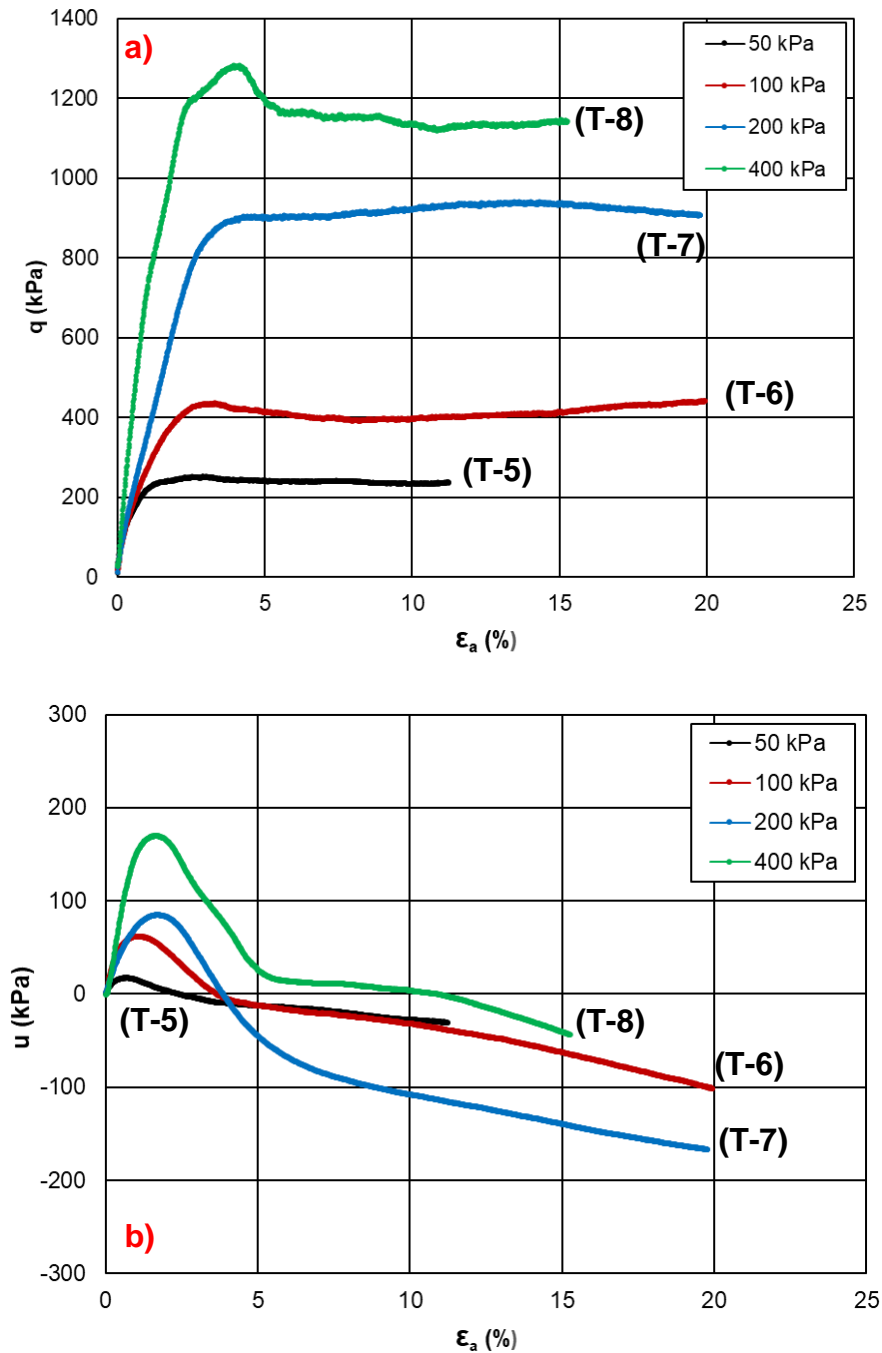 a)
1400
1200
1000
800
600
400
200
0
q (kPa)
50 kPa
100 kPa
200 kPa
400 kPa
(T-8)
(T-7)
(T-6)
(T-5)
0 5 10 15 20 25
εa (%)
300
200
100
0
-100
-200
-300
u (kPa)
50 kPa
100 kPa
200 kPa
400 kPa
(T-5)
(T-8)
(T-6)
(T-7)
b)
0 5 10 15 20 25
εa (%)